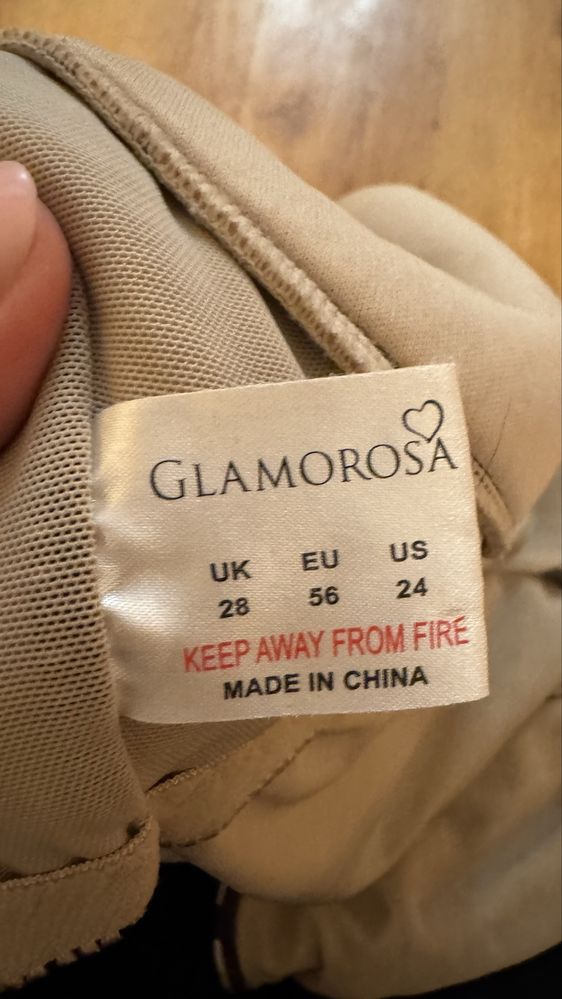 GLAMOROSA
UK EU US
28 56 24
KEEP AWAY FROM FIRE
MADE IN CHINA